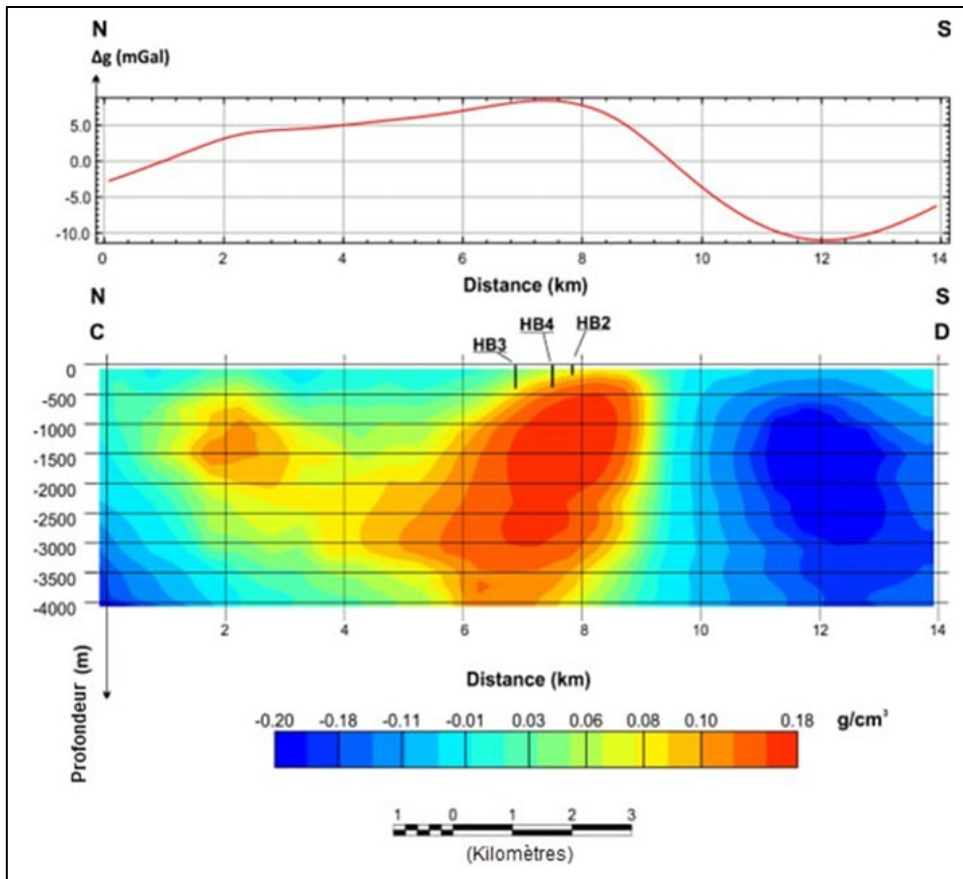 N S
Δg (mGal)
5.0
0.0
-5.0
-10.0
0 2 4 6 8 10 12 14
Distance (km)
N S
C D
HB3 HB4 HB2
0
-500
-1000
-1500
-2000
-2500
-3000
-3500
-4000
2 4 6 8 10 12 14
Profondeur (m)
Distance (km)
-0.20 -0.18 -0.11 -0.01 0.03 0.06 0.08 0.10 0.18 g/cm³
1 0 1 2 3
(Kilomètres)